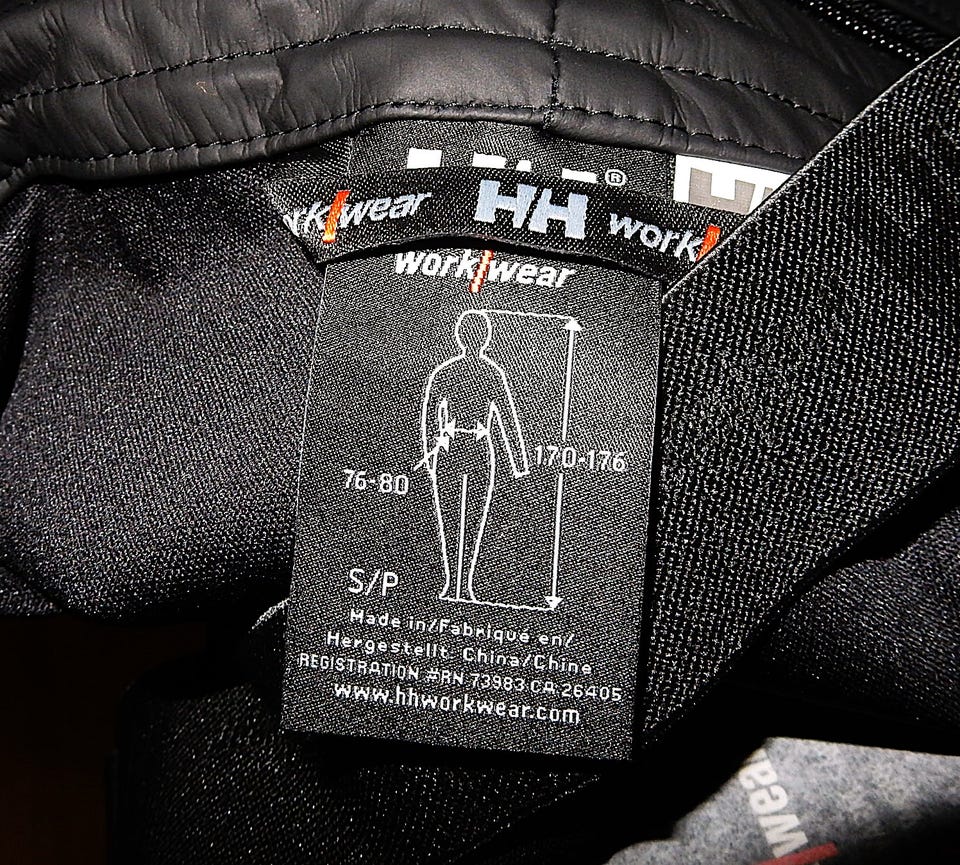 ®
wear HH work
work/wear
170-176
76-80
S/P
Made in/Fabriqué en/
Hergestellt China/Chine
REGISTRATION #RN 73983 CA 26405
www.hhworkwear.com